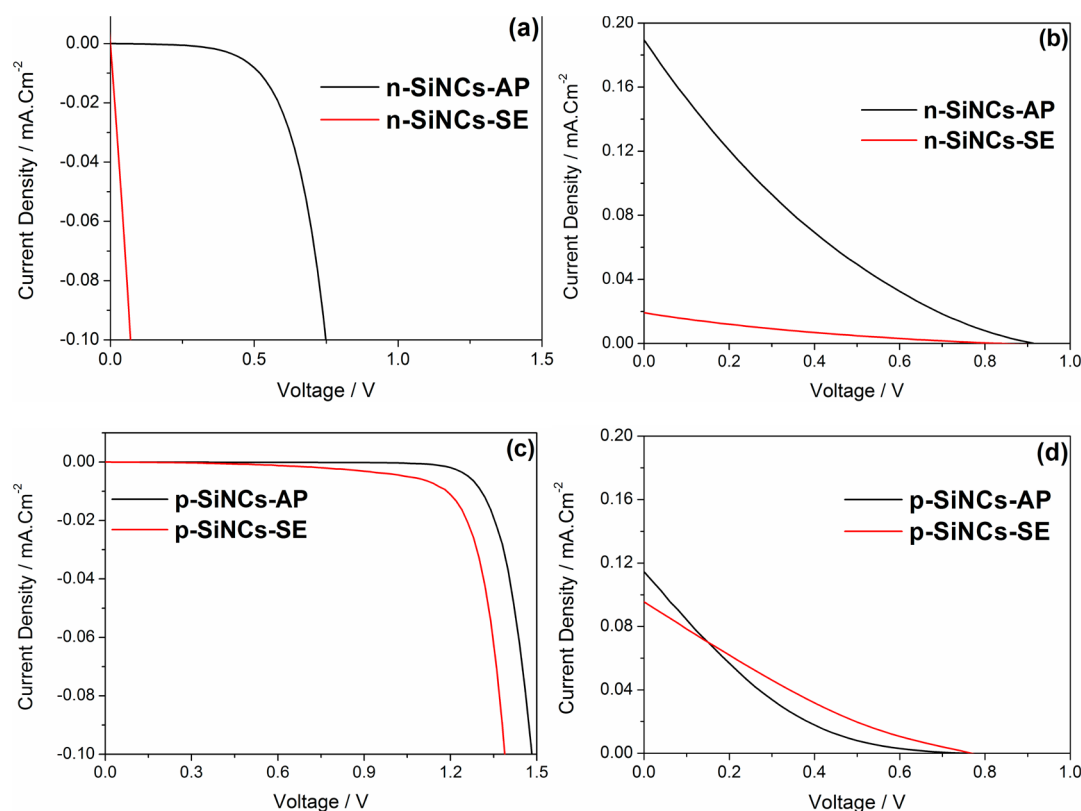 (a)
0.00
-0.02
-0.04
-0.06
-0.08
-0.10
Current Density / mA.Cm-2
n-SiNCs-AP
n-SiNCs-SE
0.0 0.5 1.0 1.5
Voltage / V
(b)
0.20
0.16
0.12
0.08
0.04
0.00
Current Density / mA.Cm-2
n-SiNCs-AP
n-SiNCs-SE
0.0 0.2 0.4 0.6 0.8 1.0
Voltage / V
(c)
0.00
-0.02
-0.04
-0.06
-0.08
-0.10
Current Density / mA.Cm-2
p-SiNCs-AP
p-SiNCs-SE
0.0 0.3 0.6 0.9 1.2 1.5
Voltage / V
(d)
0.20
0.16
0.12
0.08
0.04
0.00
Current Density / mA.Cm-2
p-SiNCs-AP
p-SiNCs-SE
0.0 0.2 0.4 0.6 0.8 1.0
Voltage / V